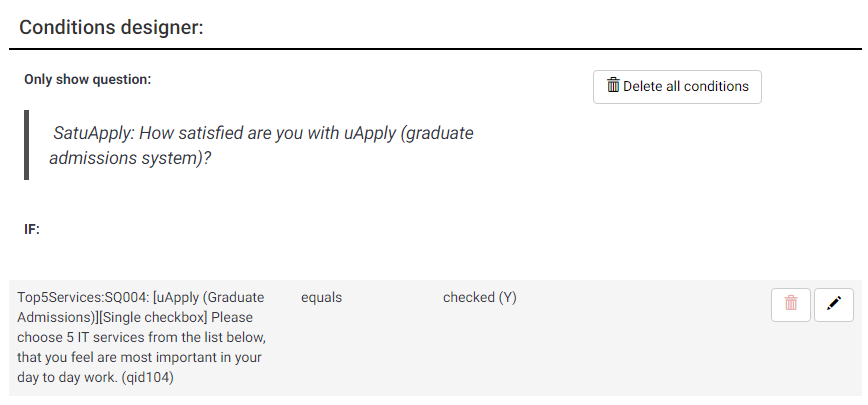 Conditions designer:
Only show question:
Delete all conditions
SatuApply: How satisfied are you with uApply (graduate
admissions system)?
IF:
Top5Services:SQ004: [uApply (Graduate
Admissions)][Single checkbox] Please
choose 5 IT services from the list below,
that you feel are most important in your
day to day work. (qid104)
equals
checked (Y)